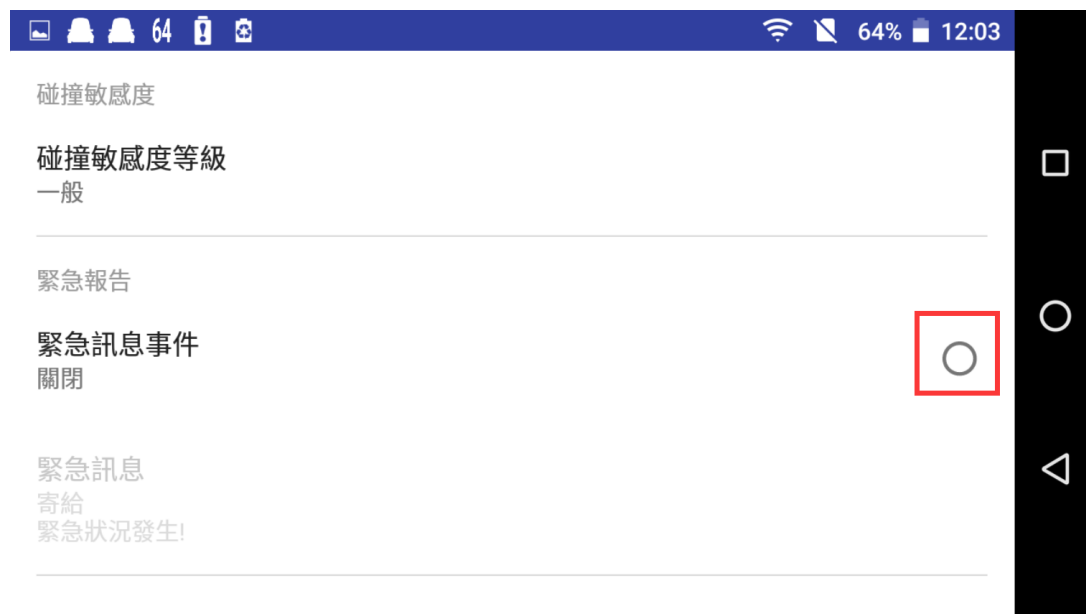 64 64% 12:03
碰撞敏感度
碰撞敏感度等級
一般
緊急報告
緊急訊息事件
關閉
緊急訊息
寄給
緊急狀況發生!